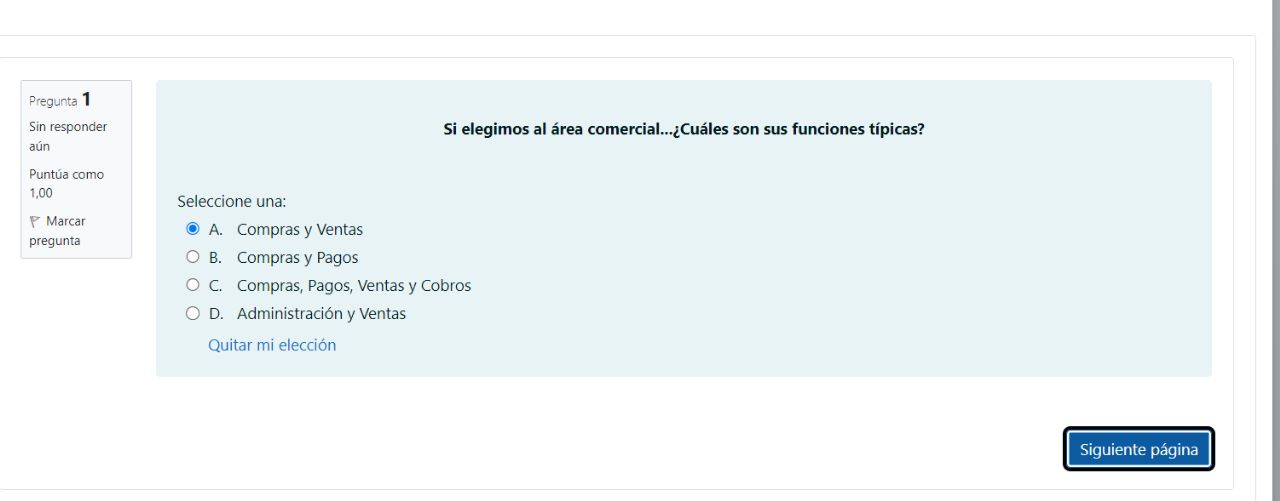 Pregunta 1
Sin responder
aún
Puntúa como
1,00
Marcar
pregunta
Si elegimos al área comercial...¿Cuáles son sus funciones típicas?
Seleccione una:
A. Compras y Ventas
B. Compras y Pagos
C. Compras, Pagos, Ventas y Cobros
D. Administración y Ventas
Quitar mi elección
Siguiente página